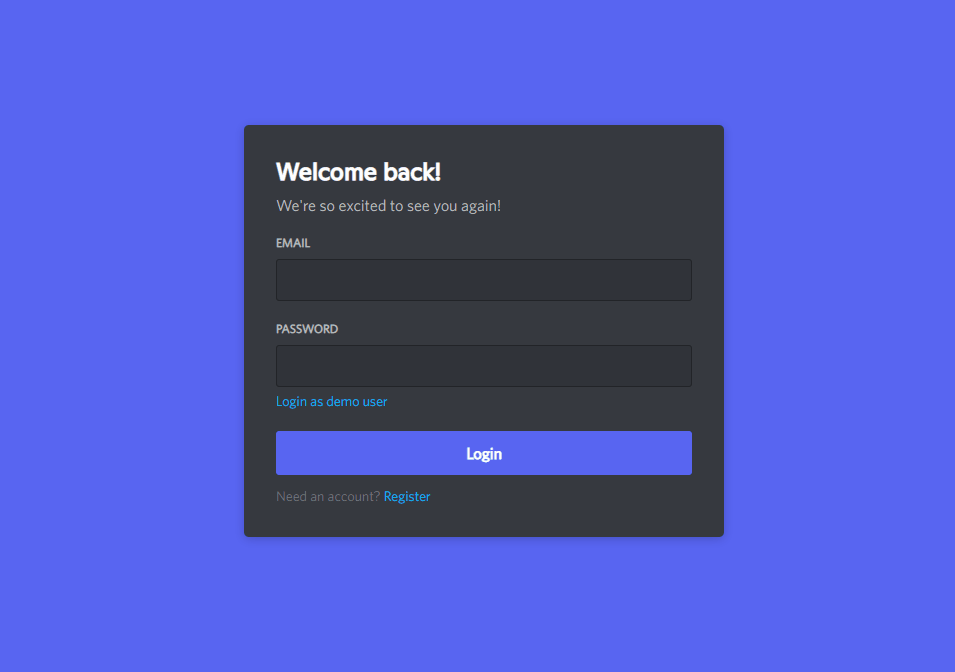 Welcome back!
We're so excited to see you again!
EMAIL
PASSWORD
Login as demo user
Login
Need an account? Register